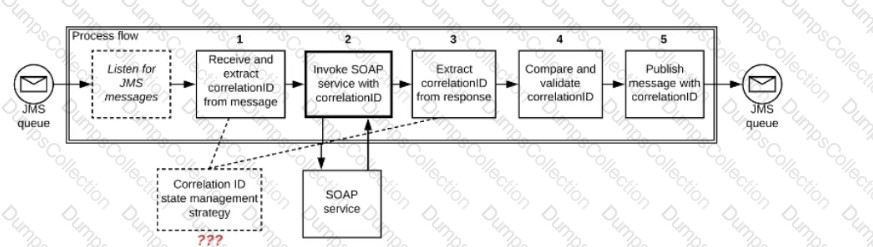 Process flow
1
2
3
4
5
Listen for
JMS
messages
Receive and
extract
correlationID
from message
Invoke SOAP
service with
correlationID
Extract
correlationID
from response
Compare and
validate
correlationID
Publish
message with
correlationID
JMS
queue
JMS
queue
Correlation ID
state management
strategy
???
SOAP
service
DumpsCollection